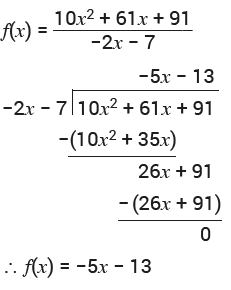 f(x) = 10x² + 61x + 91 / −2x − 7
−5x − 13
−2x − 7 | 10x² + 61x + 91
−(10x² + 35x)
26x + 91
− (26x + 91)
0
∴ f(x) = −5x − 13